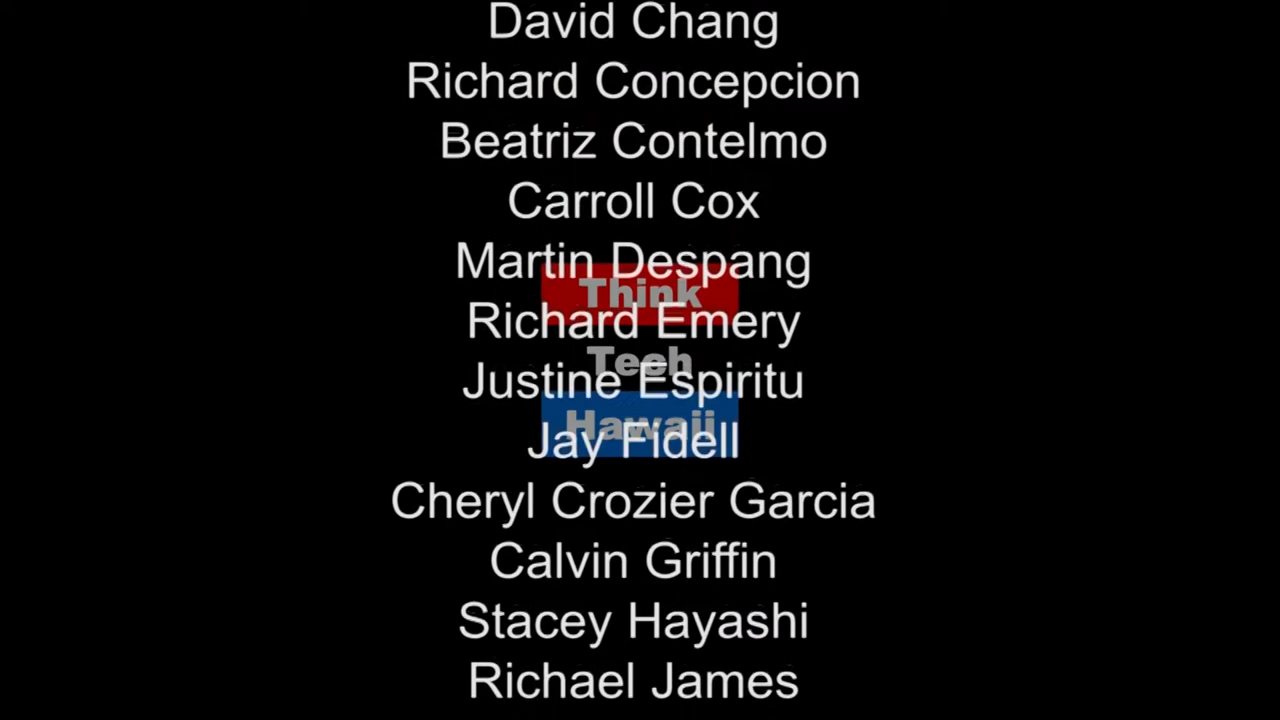 David Chang
Richard Concepcion
Beatriz Contelmo
Carroll Cox
Martin Despang
Think
Richard Emery
Tech
Justine Espiritu
Hawaii
Jay Fidell
Cheryl Crozier Garcia
Calvin Griffin
Stacey Hayashi
Richael James